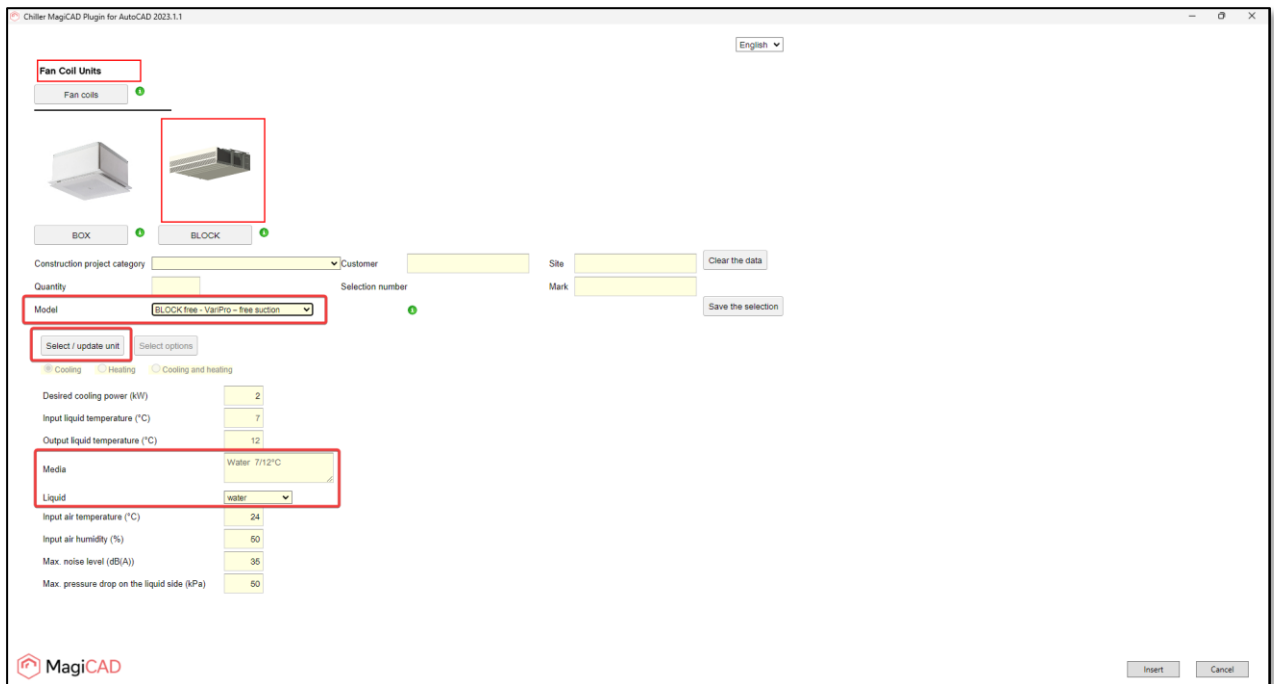 Chiller MagiCAD Plugin for AutoCAD 2023.1.1
English
Fan Coil Units
Fan coils
BOX
BLOCK
Construction project category
Customer
Site
Clear the data
Quantity
Selection number
Mark
Model
BLOCK free - VariPro – free suction
Save the selection
Select / update unit
Select options
Cooling
Heating
Cooling and heating
Desired cooling power (kW) 2
Input liquid temperature (°C) 7
Output liquid temperature (°C) 12
Media
Water 7/12°C
Liquid
water
Input air temperature (°C) 24
Input air humidity (%) 50
Max. noise level (dB(A)) 35
Max. pressure drop on the liquid side (kPa) 50
MagiCAD
Insert
Cancel